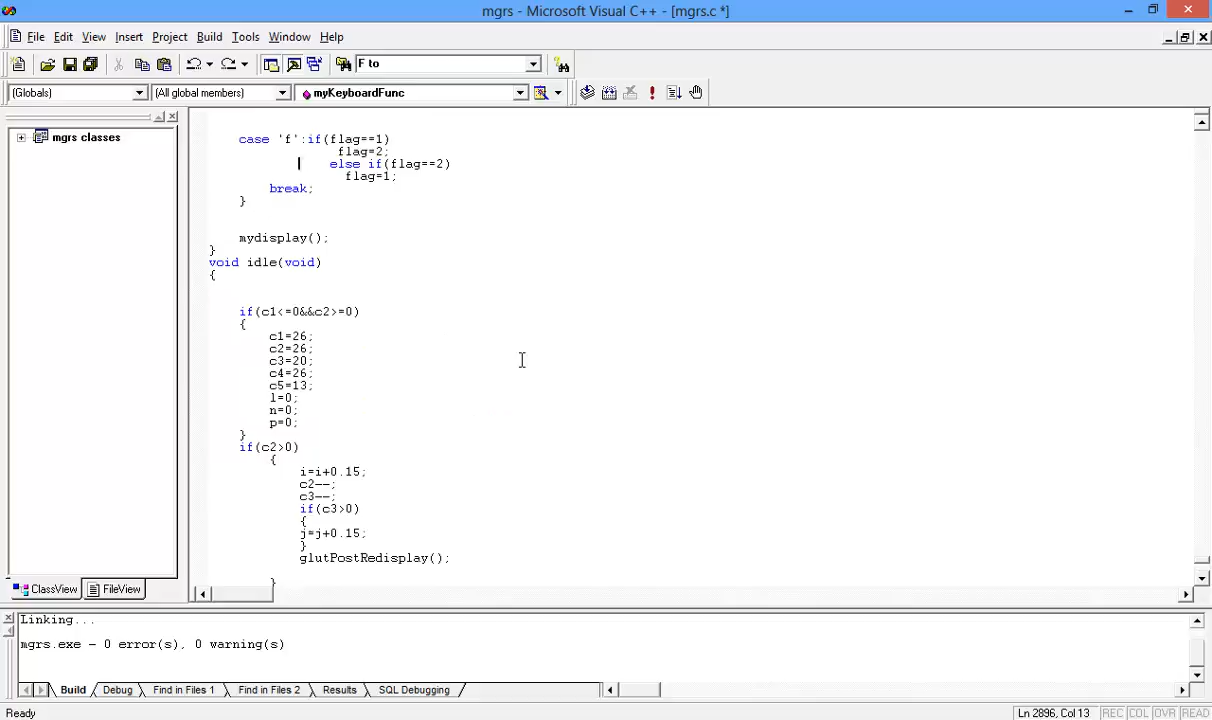 mgrs - Microsoft Visual C++ - [mgrs.c *]
File Edit View Insert Project Build Tools Window Help
F to
(Globals) (All global members) myKeyboardFunc
mgrs classes
case 'f':if(flag==1)
flag=2;
else if(flag==2)
flag=1;
break;
}
mydisplay();
}
void idle(void)
{
if(c1<=0&&c2>=0)
{
c1=26;
c2=26;
c3=20;
c4=26;
c5=13;
l=0;
n=0;
p=0;
}
if(c2>0)
{
i=i+0.15;
c2--;
c3--;
if(c3>0)
{
j=j+0.15;
}
glutPostRedisplay();
}
ClassView FileView
Linking...
mgrs.exe - 0 error(s), 0 warning(s)
Build Debug Find in Files 1 Find in Files 2 Results SQL Debugging
Ready Ln 2896, Col 13 REC COL OVR READ